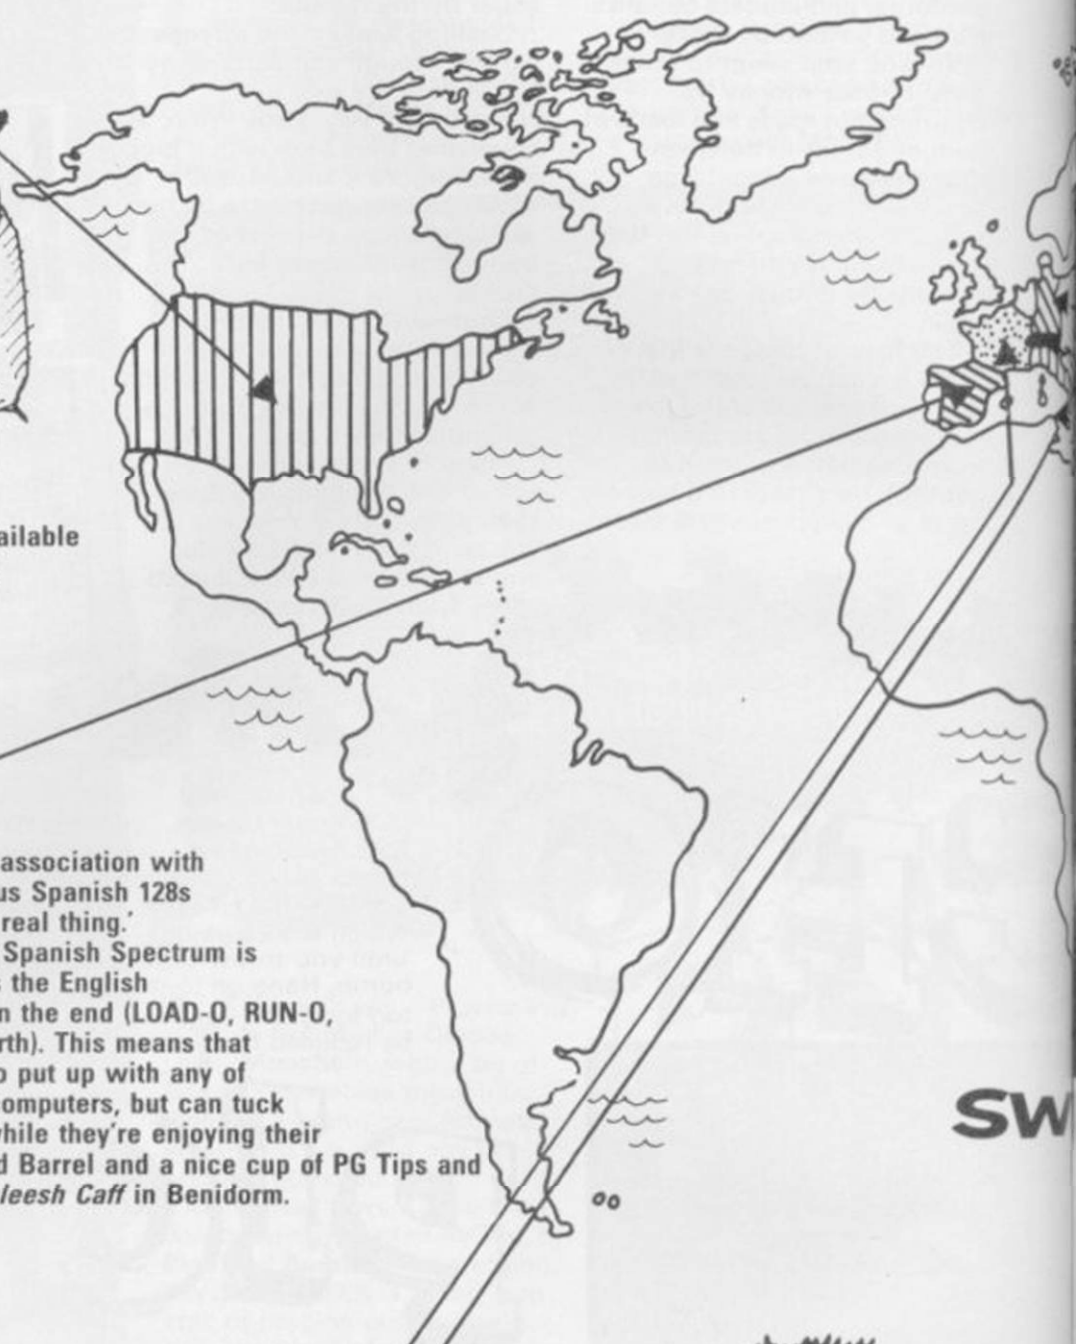 ailable
association with
us Spanish 128s
real thing.'
Spanish Spectrum is
s the English
n the end (LOAD-O, RUN-O,
rth). This means that
o put up with any of
omputers, but can tuck
while they're enjoying their
d Barrel and a nice cup of PG Tips and
leesh Caff in Benidorm.
SW